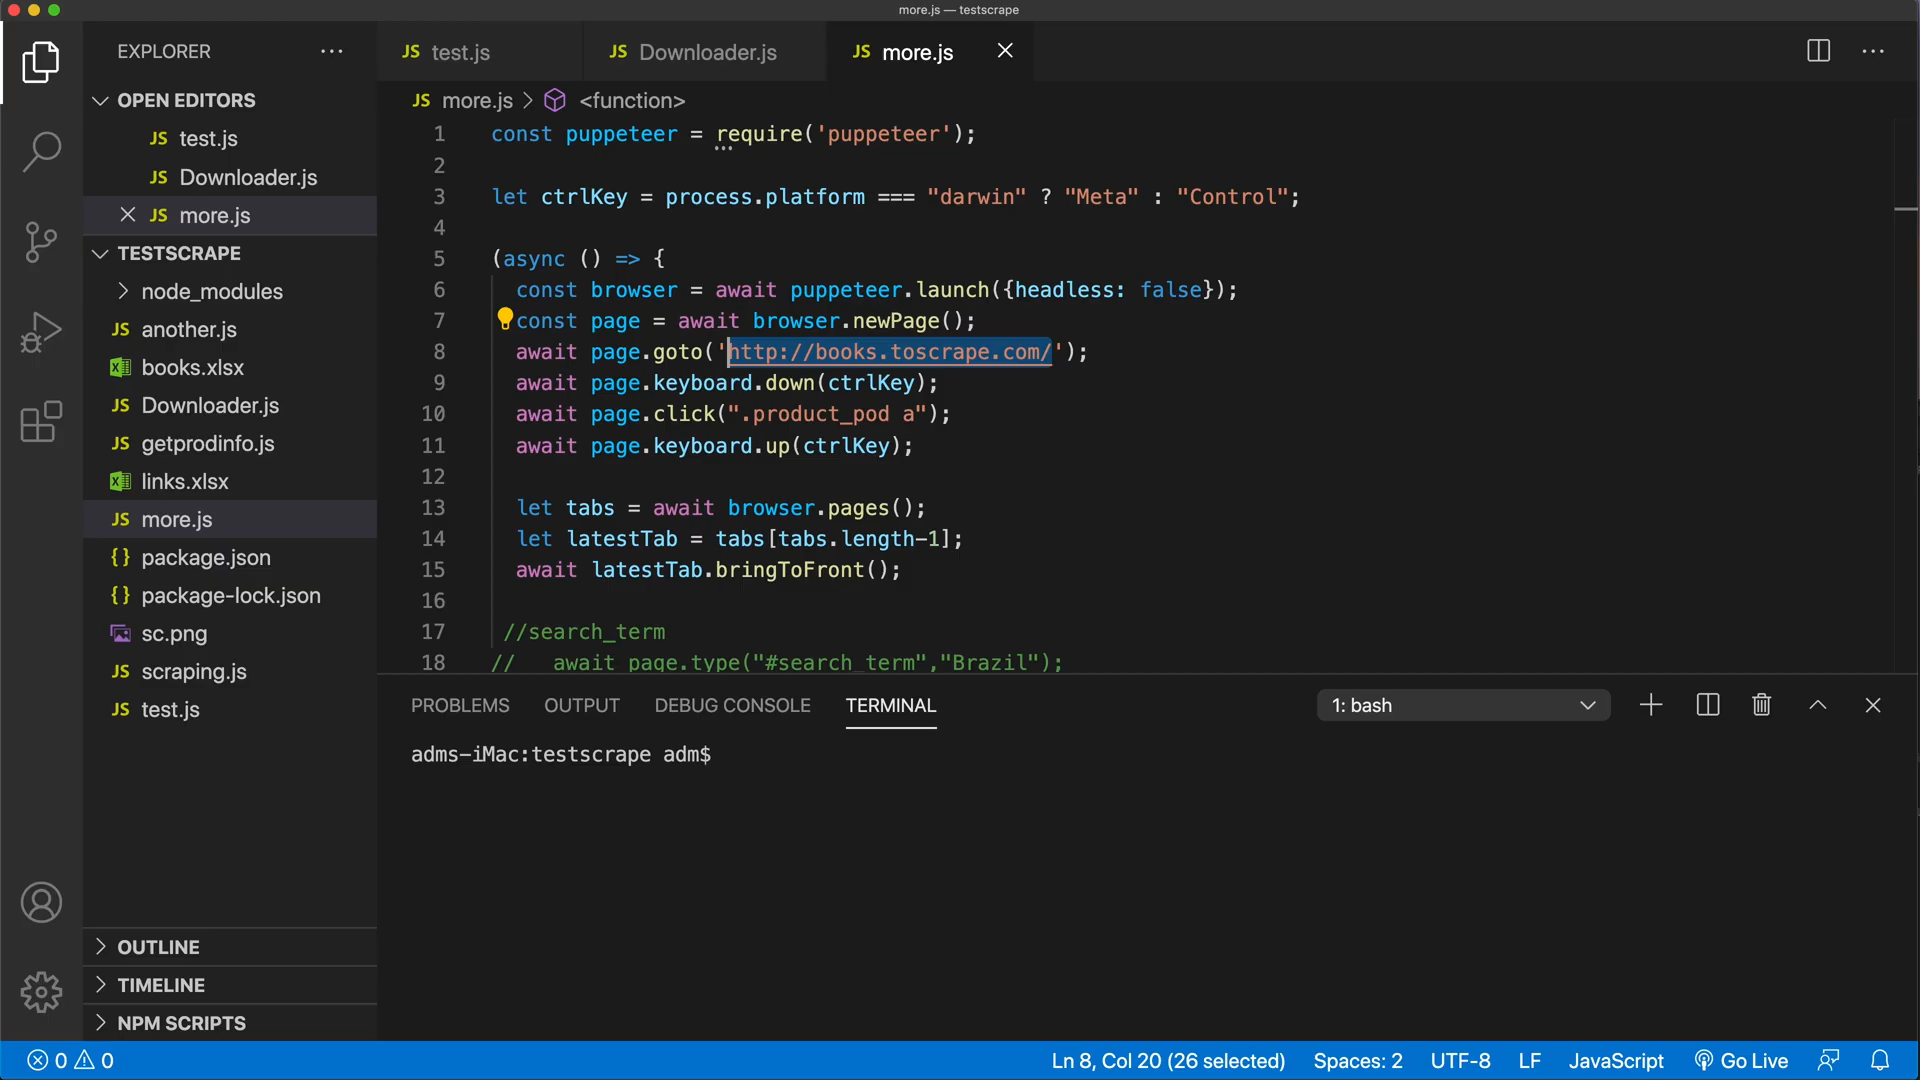 more.js — testscrape
EXPLORER
OPEN EDITORS
JS test.js
JS Downloader.js
JS more.js
TESTSCRAPE
node_modules
JS another.js
books.xlsx
JS Downloader.js
JS getprodinfo.js
links.xlsx
JS more.js
{} package.json
{} package-lock.json
sc.png
JS scraping.js
JS test.js
OUTLINE
TIMELINE
NPM SCRIPTS
JS test.js
JS Downloader.js
JS more.js
JS more.js > <function>
1 const puppeteer = require('puppeteer');
2
3 let ctrlKey = process.platform === "darwin" ? "Meta" : "Control";
4
5 (async () => {
6 const browser = await puppeteer.launch({headless: false});
7 const page = await browser.newPage();
8 await page.goto('http://books.toscrape.com/');
9 await page.keyboard.down(ctrlKey);
10 await page.click(".product_pod a");
11 await page.keyboard.up(ctrlKey);
12
13 let tabs = await browser.pages();
14 let latestTab = tabs[tabs.length-1];
15 await latestTab.bringToFront();
16
17 //search_term
18 // await page.type("#search_term","Brazil");
PROBLEMS OUTPUT DEBUG CONSOLE TERMINAL
1: bash
adms-iMac:testscrape adm$
0 0
Ln 8, Col 20 (26 selected) Spaces: 2 UTF-8 LF JavaScript Go Live